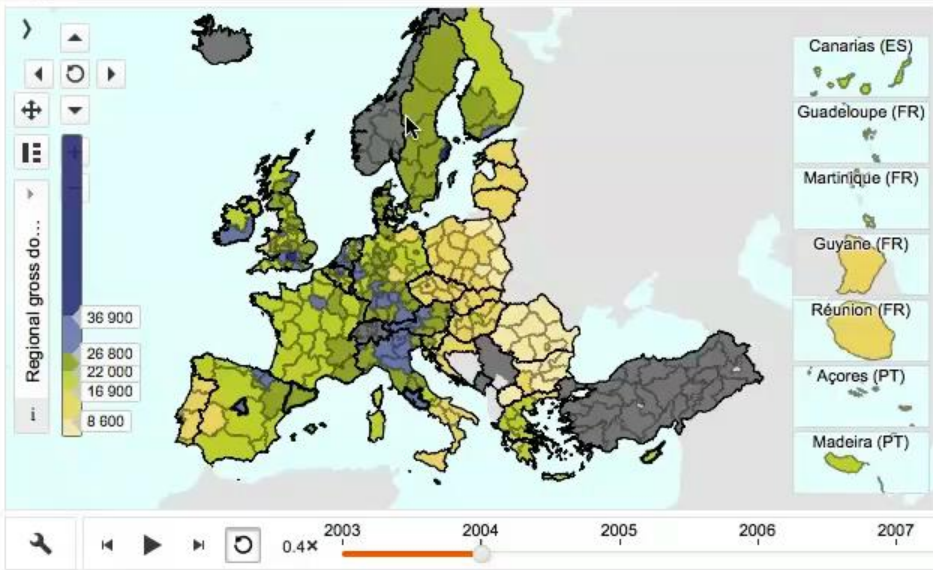 Canarias (ES)
Guadeloupe (FR)
Martinique (FR)
Guyane (FR)
Réunion (FR)
Açores (PT)
Madeira (PT)
Regional gross do...
i
36 900
26 800
22 000
16 900
8 600
0.4×
2003
2004
2005
2006
2007